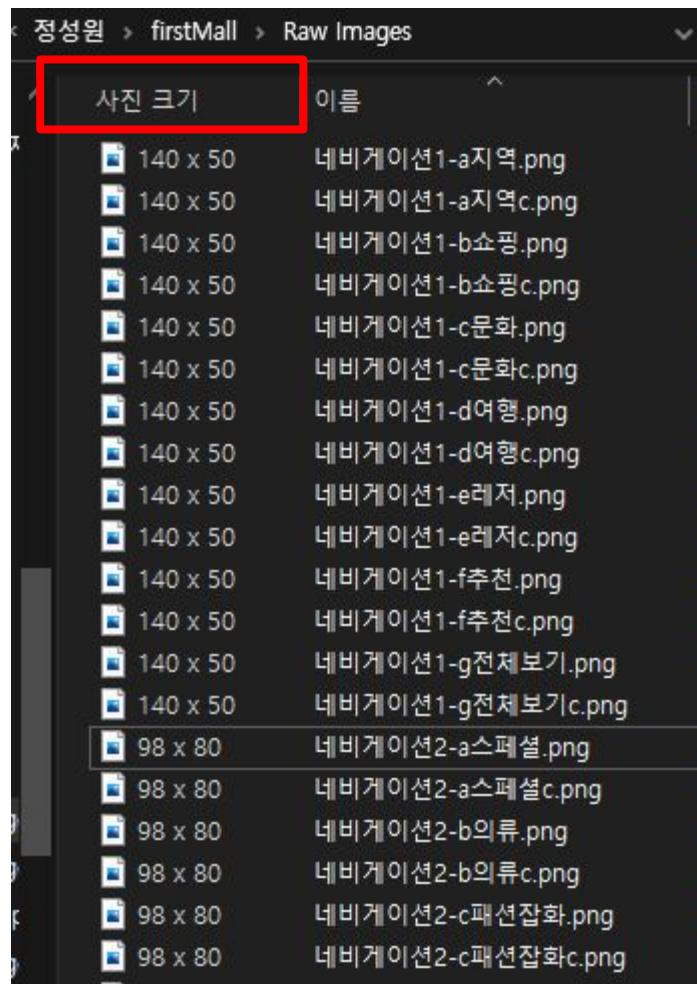 정성원 > firstMall > Raw Images
사진 크기 이름
140 x 50 네비게이션1-a지역.png
140 x 50 네비게이션1-a지역c.png
140 x 50 네비게이션1-b쇼핑.png
140 x 50 네비게이션1-b쇼핑c.png
140 x 50 네비게이션1-c문화.png
140 x 50 네비게이션1-c문화c.png
140 x 50 네비게이션1-d여행.png
140 x 50 네비게이션1-d여행c.png
140 x 50 네비게이션1-e레저.png
140 x 50 네비게이션1-e레저c.png
140 x 50 네비게이션1-f추천.png
140 x 50 네비게이션1-f추천c.png
140 x 50 네비게이션1-g전체보기.png
140 x 50 네비게이션1-g전체보기c.png
98 x 80 네비게이션2-a스페셜.png
98 x 80 네비게이션2-a스페셜c.png
98 x 80 네비게이션2-b의류.png
98 x 80 네비게이션2-b의류c.png
98 x 80 네비게이션2-c패션잡화.png
98 x 80 네비게이션2-c패션잡화c.png